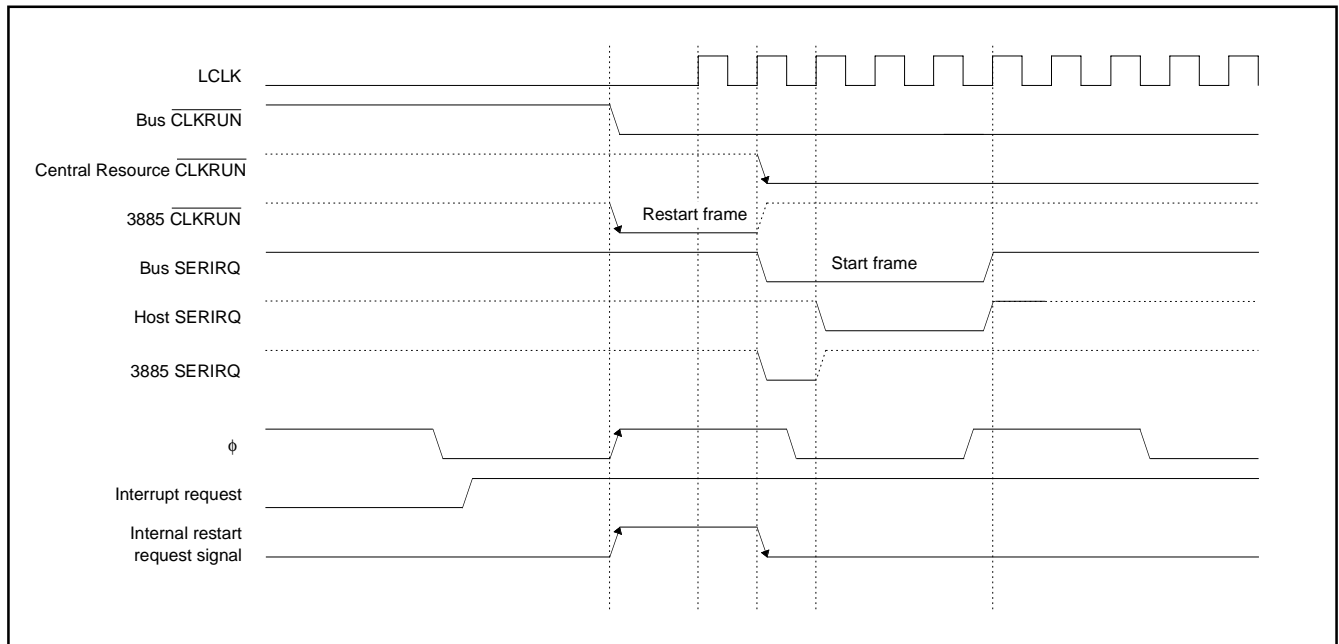 LCLK
Bus CLKRUN
Central Resource CLKRUN
3885 CLKRUN
Restart frame
Bus SERIRQ
Start frame
Host SERIRQ
3885 SERIRQ
ϕ
Interrupt request
Internal restart
request signal